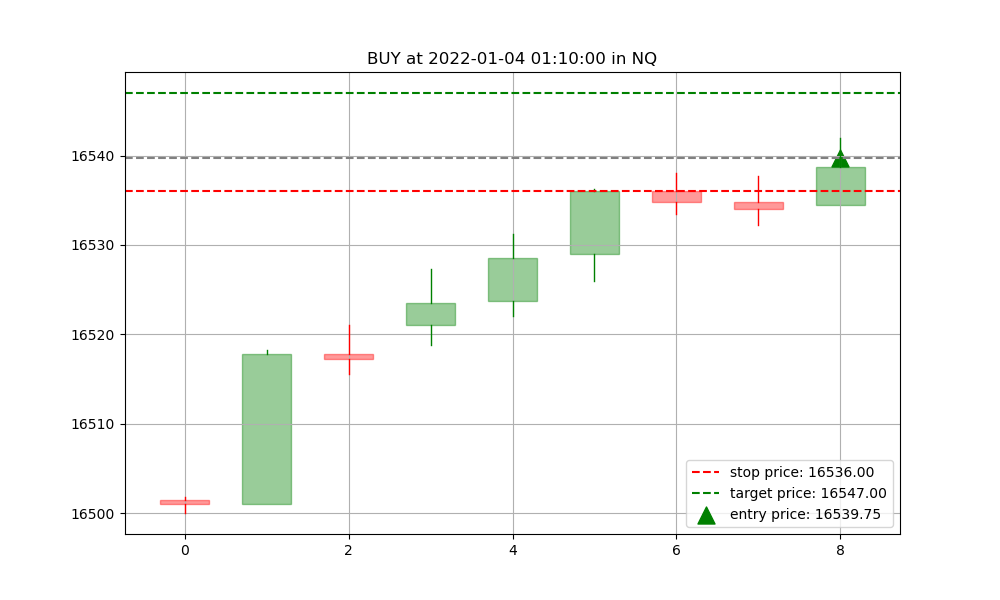 BUY at 2022-01-04 01:10:00 in NQ
16540
16530
16520
16510
16500
stop price: 16536.00
target price: 16547.00
entry price: 16539.75
0 2 4 6 8